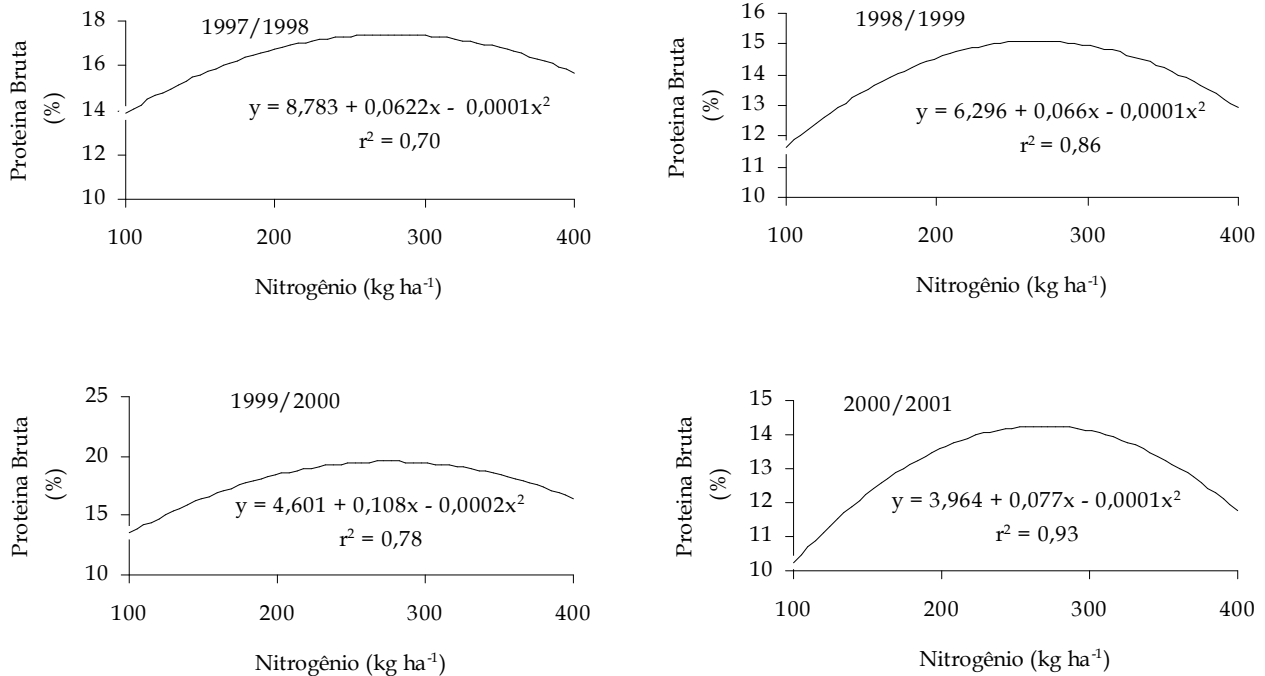 1997/1998
Proteina Bruta
(%)
18
16
14
12
10
y = 8,783 + 0,0622x - 0,0001x²
r² = 0,70
100 200 300 400
Nitrogênio (kg ha⁻¹)
1998/1999
Proteina Bruta
(%)
16
15
14
13
12
11
10
y = 6,296 + 0,066x - 0,0001x²
r² = 0,86
100 200 300 400
Nitrogênio (kg ha⁻¹)
1999/2000
Proteina Bruta
(%)
25
20
15
10
y = 4,601 + 0,108x - 0,0002x²
r² = 0,78
100 200 300 400
Nitrogênio (kg ha⁻¹)
2000/2001
Proteina Bruta
(%)
15
14
13
12
11
10
y = 3,964 + 0,077x - 0,0001x²
r² = 0,93
100 200 300 400
Nitrogênio (kg ha⁻¹)